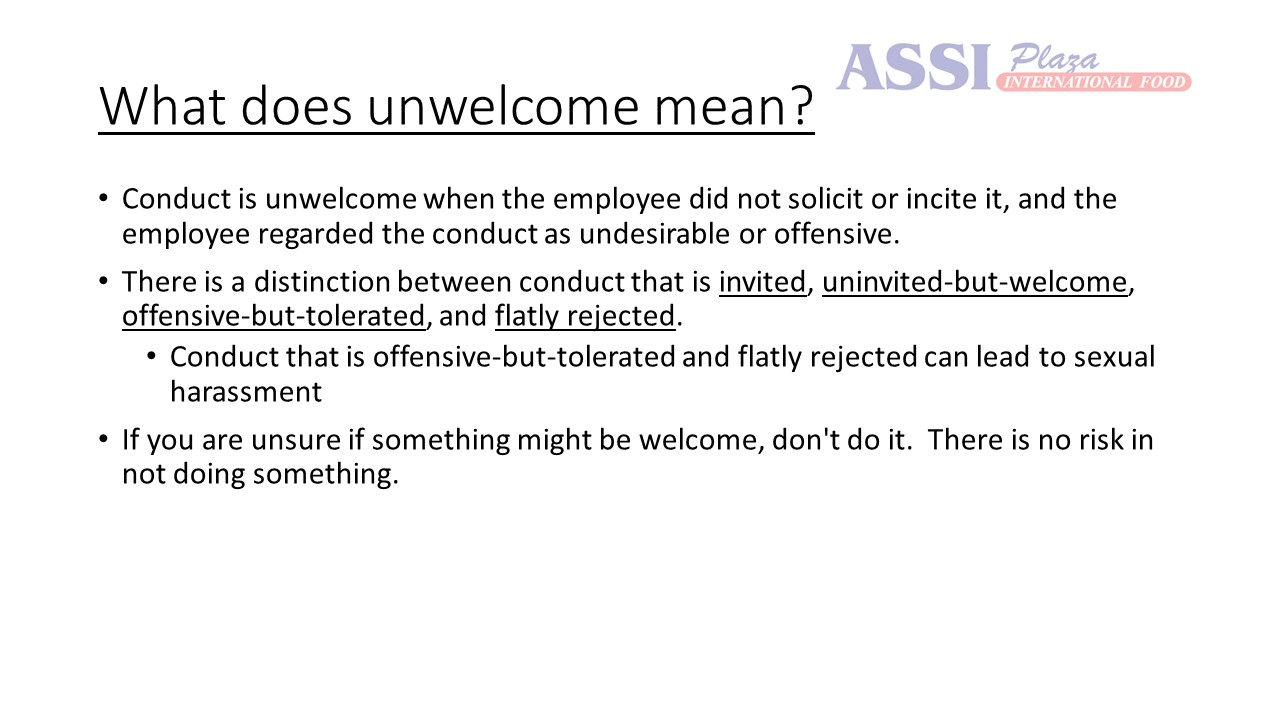 ASSI Plaza
INTERNATIONAL FOOD
What does unwelcome mean?
• Conduct is unwelcome when the employee did not solicit or incite it, and the
employee regarded the conduct as undesirable or offensive.
• There is a distinction between conduct that is invited, uninvited-but-welcome,
offensive-but-tolerated, and flatly rejected.
• Conduct that is offensive-but-tolerated and flatly rejected can lead to sexual
harassment
• If you are unsure if something might be welcome, don't do it.  There is no risk in
not doing something.